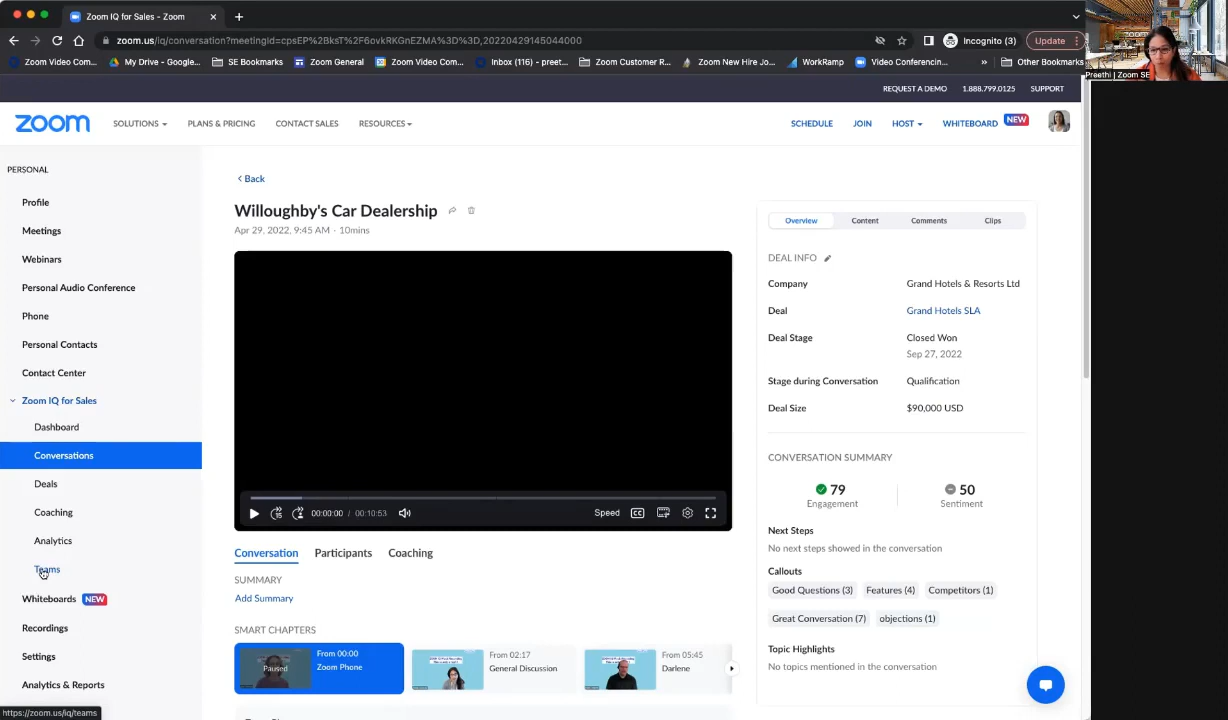 Zoom IQ for Sales - Zoom
zoom.us/iq/conversation?meetingid=cpsEP%2BksT%2F6ovkRKGnEZMA%3D%3D,20220429145044000
Incognito (3)
Update
Zoom Video Com...
My Drive - Google...
SE Bookmarks
Zoom General
Zoom Video Com...
Inbox (116) - preet...
Zoom Customer R...
Zoom New Hire Jo...
WorkRamp
Video Conferencin...
»
Other Bookmarks
Preethi | Zoom SE
REQUEST A DEMO
1.888.799.0125
SUPPORT
zoom
SOLUTIONS
PLANS & PRICING
CONTACT SALES
RESOURCES
SCHEDULE
JOIN
HOST
WHITEBOARD
NEW
PERSONAL
Profile
Meetings
Webinars
Personal Audio Conference
Phone
Personal Contacts
Contact Center
Zoom IQ for Sales
Dashboard
Conversations
Deals
Coaching
Analytics
Teams
Whiteboards NEW
Recordings
Settings
Analytics & Reports
https://zoom.us/iq/teams
Back
Willoughby's Car Dealership
Apr 29, 2022, 9:45 AM · 10mins
00:00:00 / 00:10:53
Speed
CC
Conversation
Participants
Coaching
SUMMARY
Add Summary
SMART CHAPTERS
Paused
From 00:00
Zoom Phone
From 02:17
General Discussion
From 05:45
Darlene
Overview
Content
Comments
Clips
DEAL INFO
Company
Grand Hotels & Resorts Ltd
Deal
Grand Hotels SLA
Deal Stage
Closed Won
Sep 27, 2022
Stage during Conversation
Qualification
Deal Size
$90,000 USD
CONVERSATION SUMMARY
79
Engagement
50
Sentiment
Next Steps
No next steps showed in the conversation
Callouts
Good Questions (3)
Features (4)
Competitors (1)
Great Conversation (7)
objections (1)
Topic Highlights
No topics mentioned in the conversation